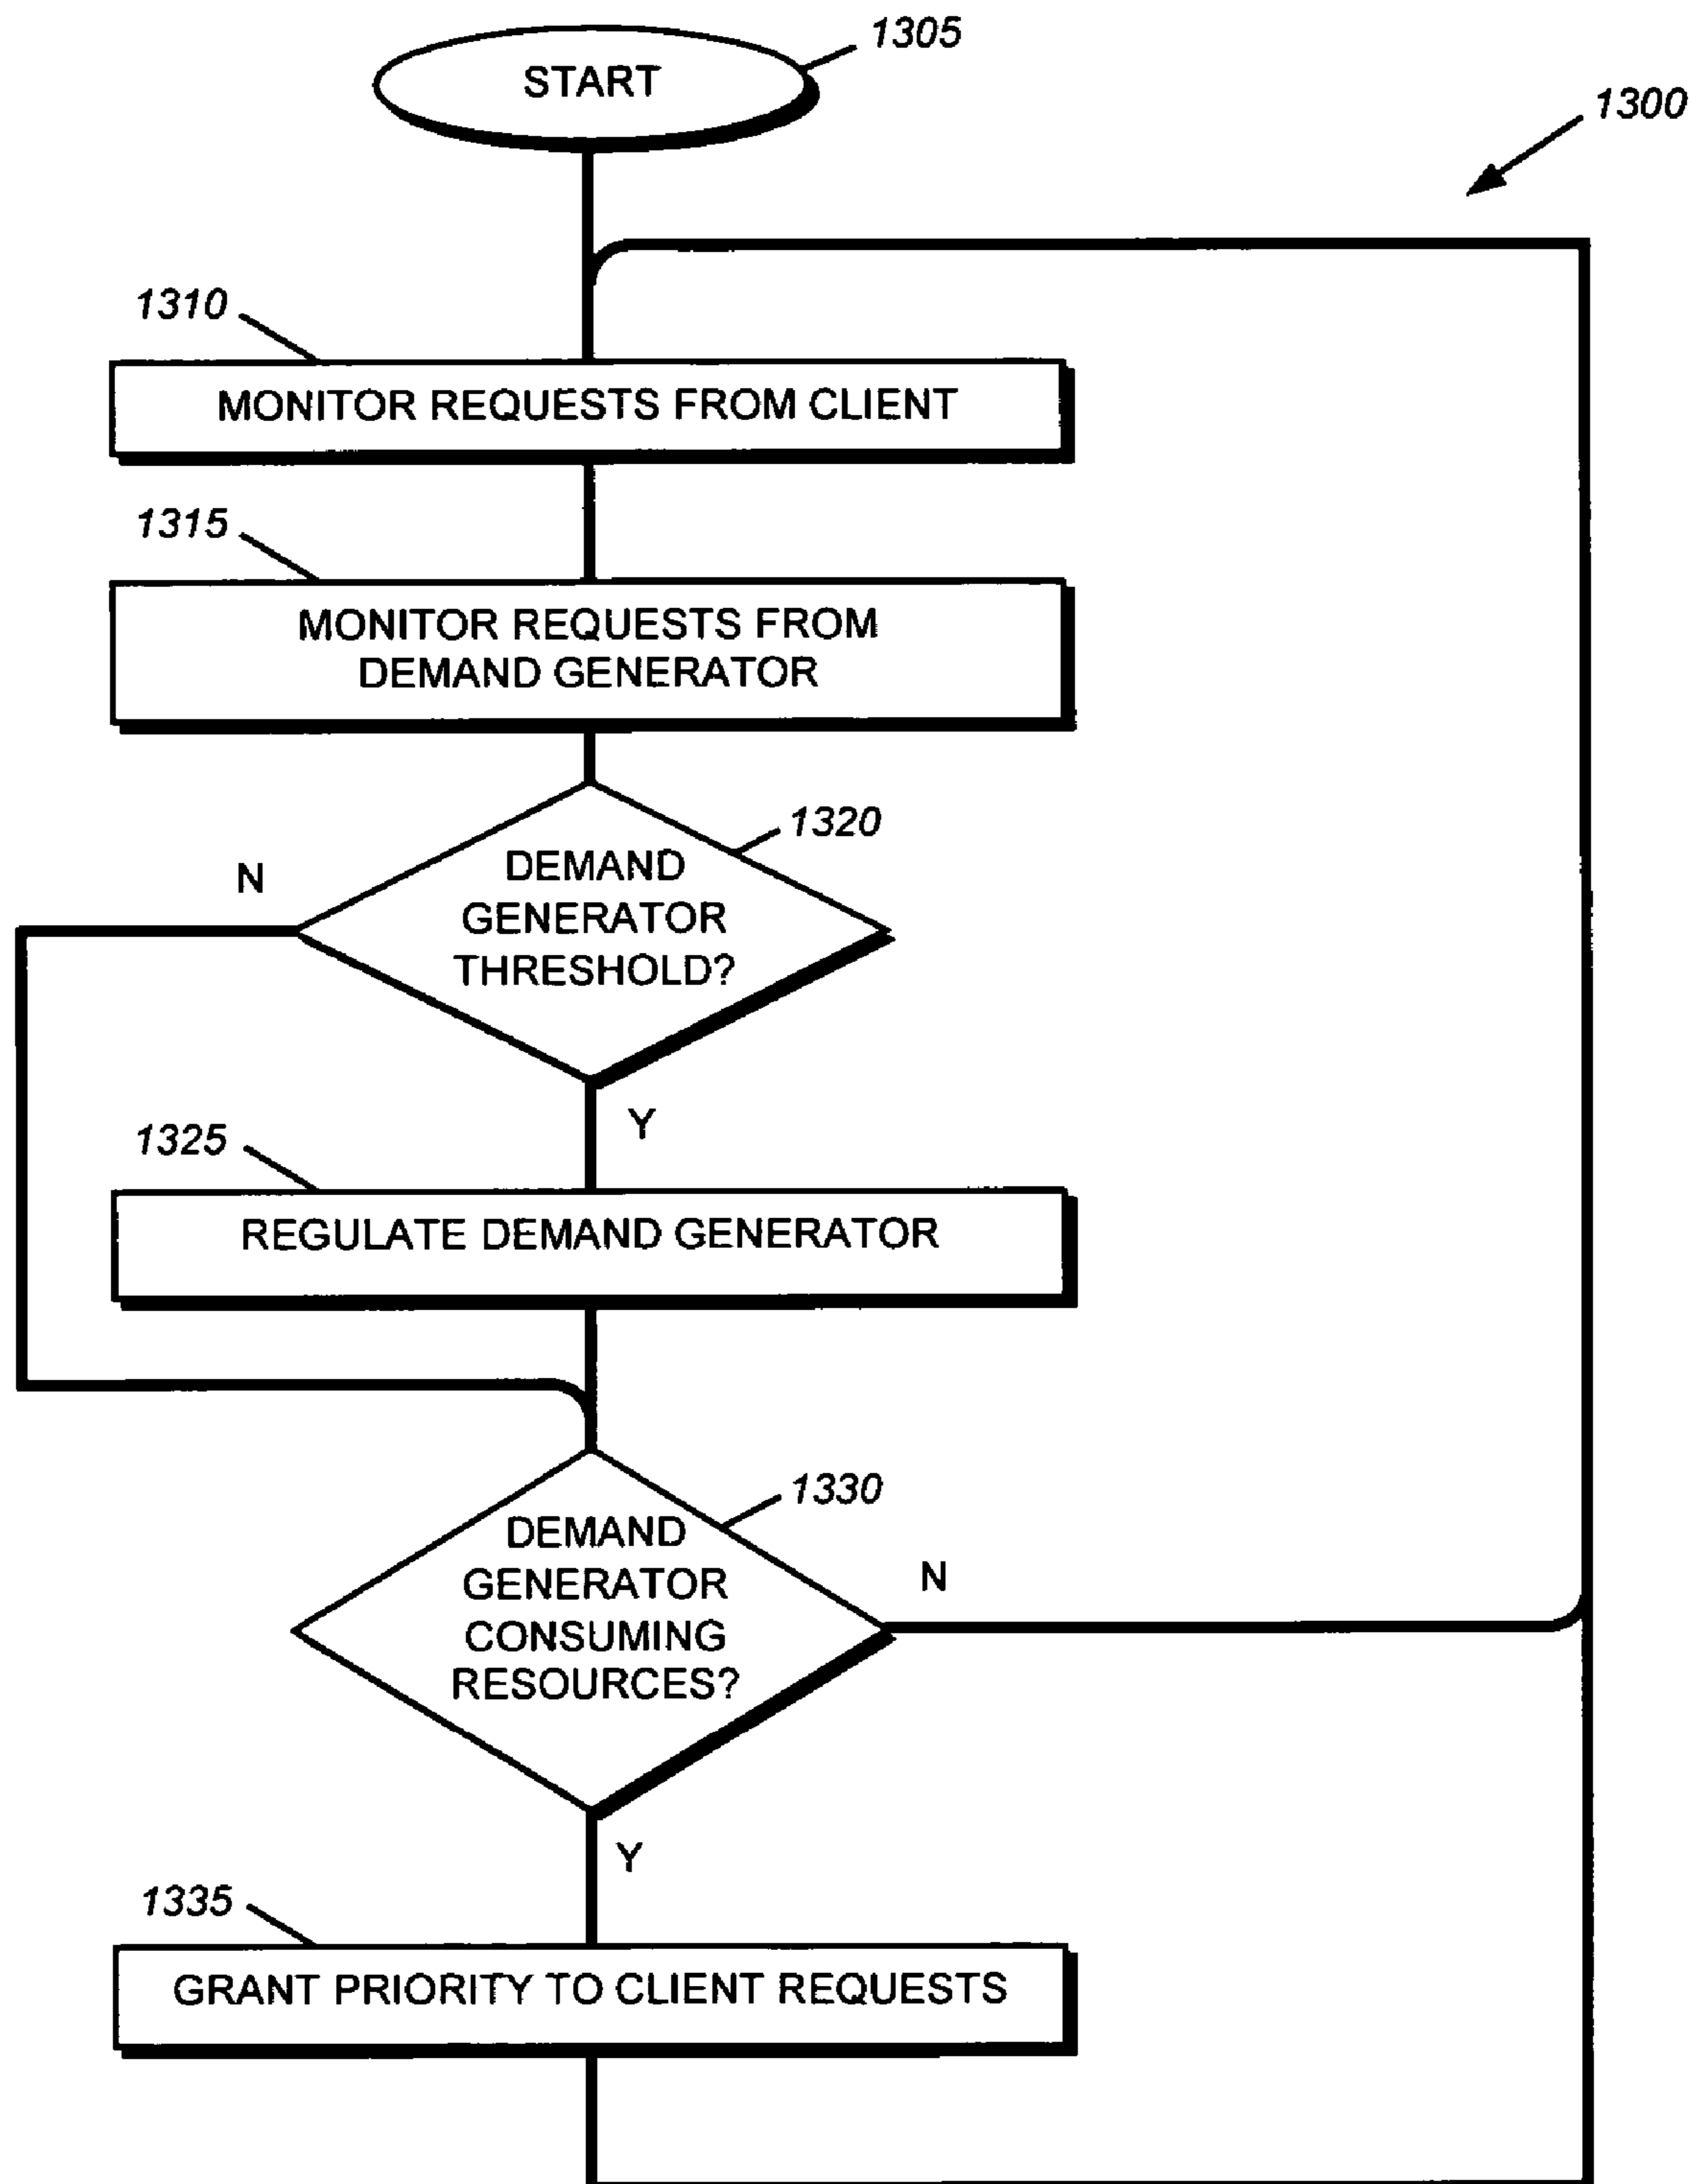 1305
START
1300
1310
MONITOR REQUESTS FROM CLIENT
1315
MONITOR REQUESTS FROM
DEMAND GENERATOR
1320
N
DEMAND
GENERATOR
THRESHOLD?
Y
1325
REGULATE DEMAND GENERATOR
1330
DEMAND
GENERATOR
CONSUMING
RESOURCES?
N
Y
1335
GRANT PRIORITY TO CLIENT REQUESTS